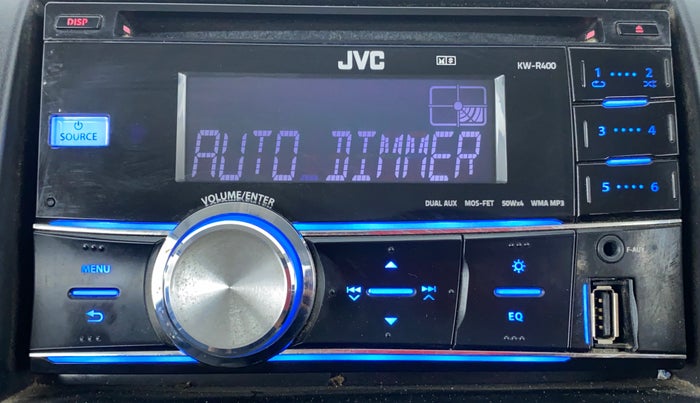 DISP
JVC
KW-R400
1 2
SOURCE
AUTO DIMMER
3 4
5 6
VOLUME/ENTER
DUAL AUX MOS-FET 50Wx4 WMA MP3
MENU
F-AUX
EQ